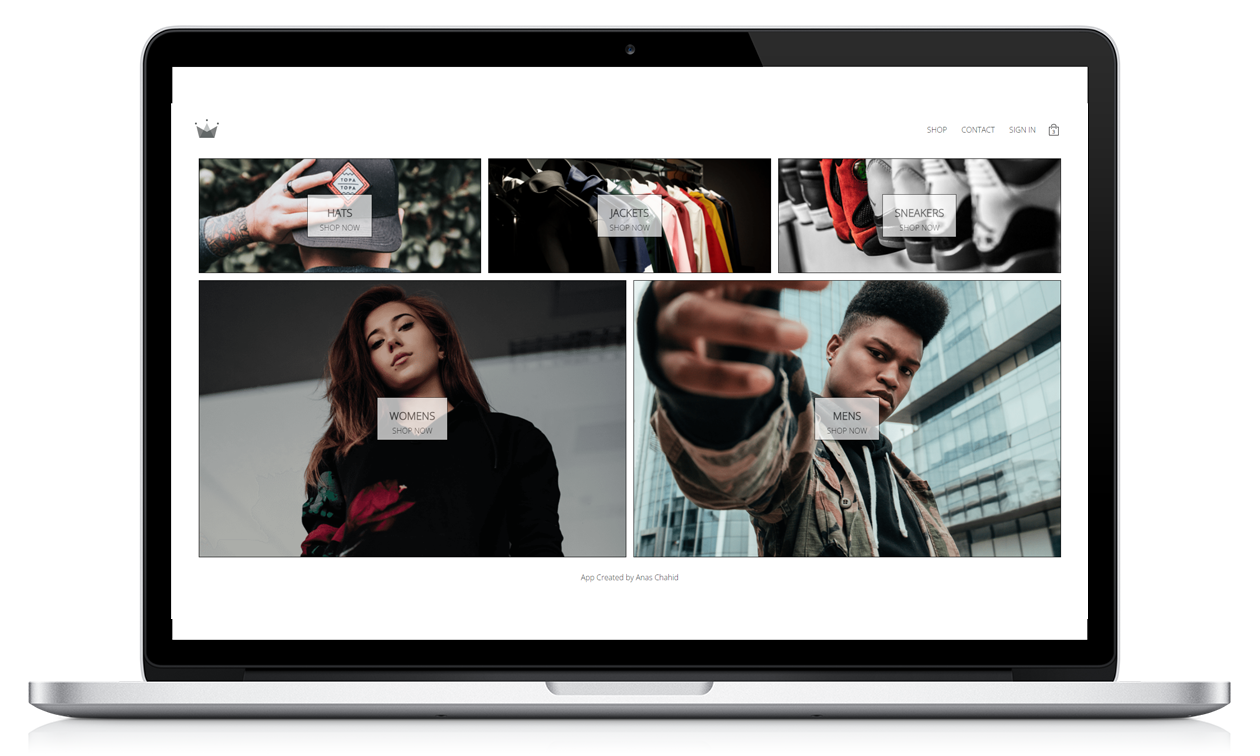 SHOP
CONTACT
SIGN IN
3
TOPA
TOPA
HATS
SHOP NOW
JACKETS
SHOP NOW
SNEAKERS
SHOP NOW
WOMENS
SHOP NOW
MENS
SHOP NOW
App Created by Anas Chahid